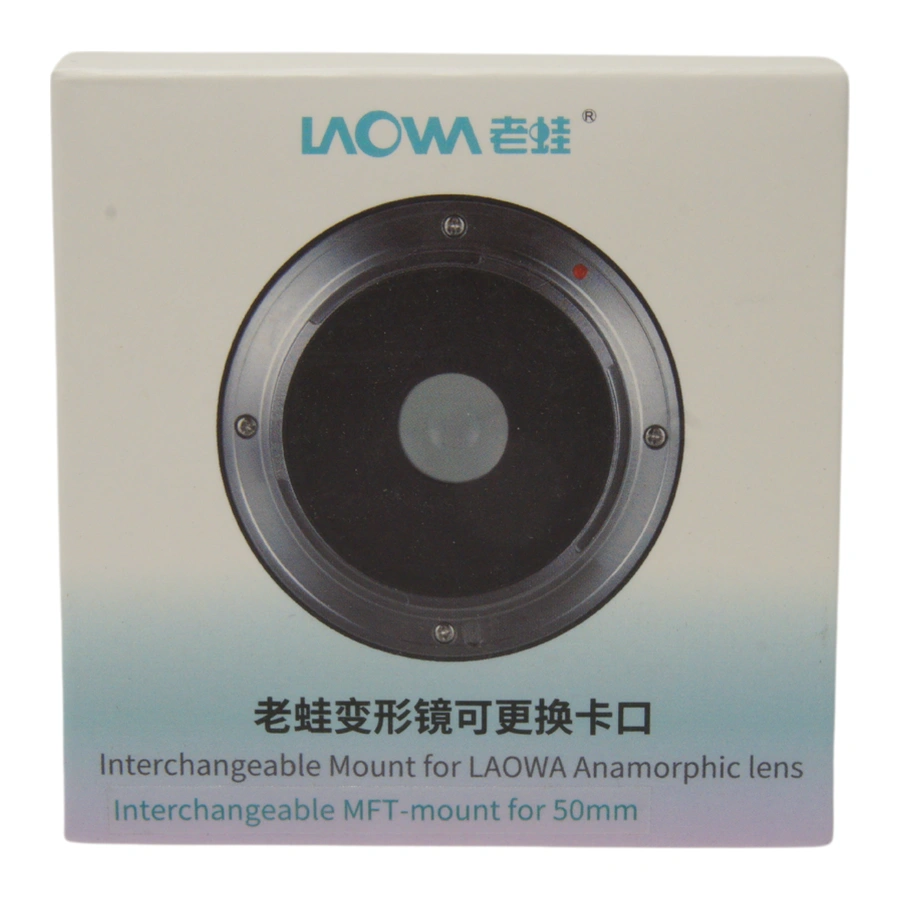 LAOWA 老蛙®
老蛙变形镜可更换卡口
Interchangeable Mount for LAOWA Anamorphic lens
Interchangeable MFT-mount for 50mm